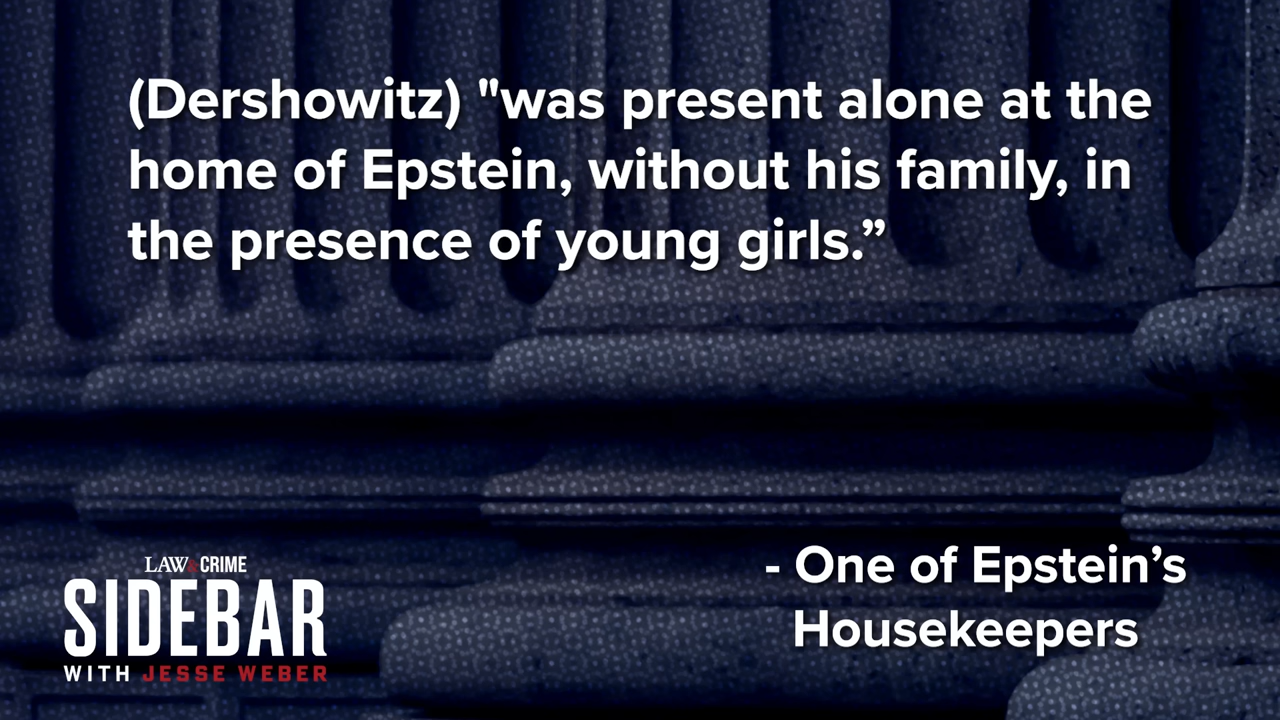 (Dershowitz) "was present alone at the
home of Epstein, without his family, in
the presence of young girls.”
- One of Epstein’s
Housekeepers
LAW&CRIME
SIDEBAR
WITH JESSE WEBER